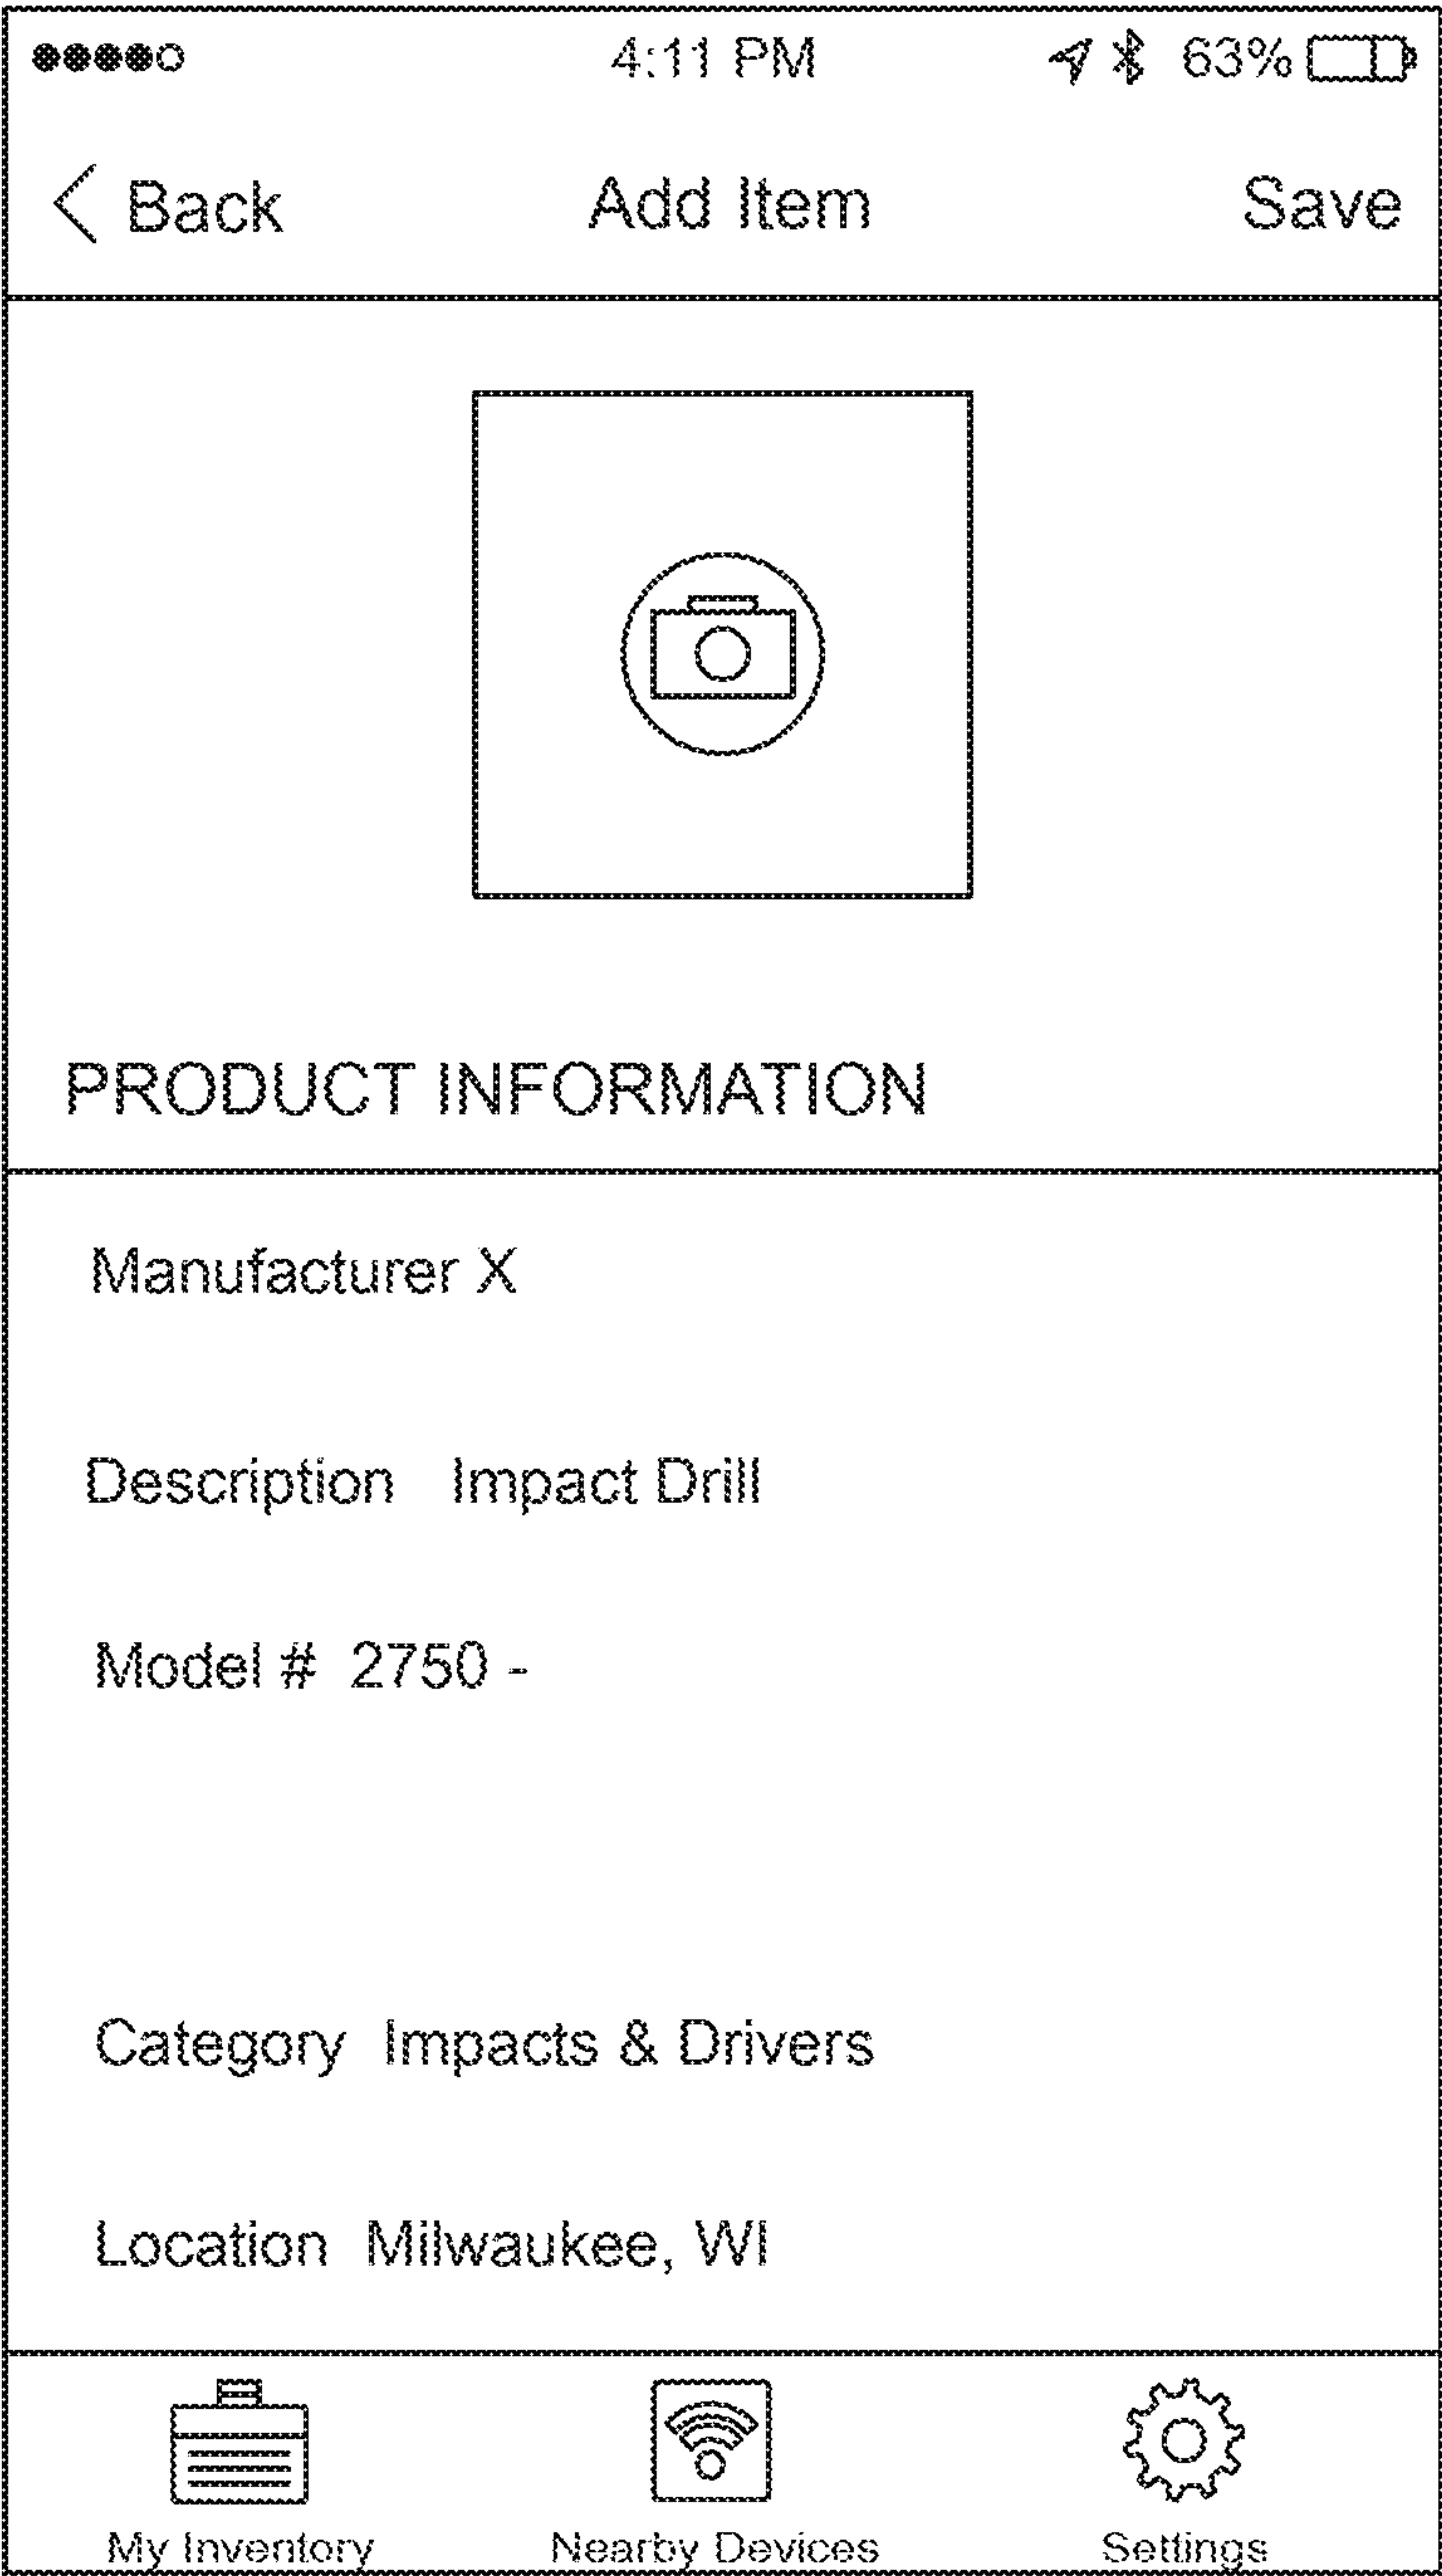 4:11 PM 63%
Back Add Item Save
PRODUCT INFORMATION
Manufacturer X
Description Impact Drill
Model # 2750 -
Category Impacts & Drivers
Location Milwaukee, WI
My Inventory Nearby Devices Settings